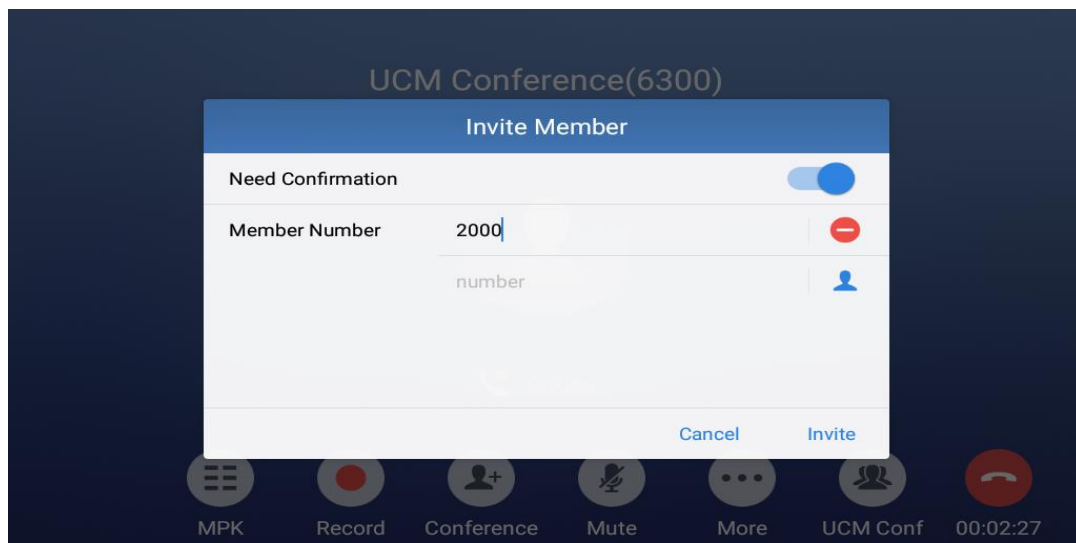 UCM Conference(6300)
Invite Member
Need Confirmation
Member Number 2000
number
Cancel Invite
MPK Record Conference Mute More UCM Conf 00:02:27